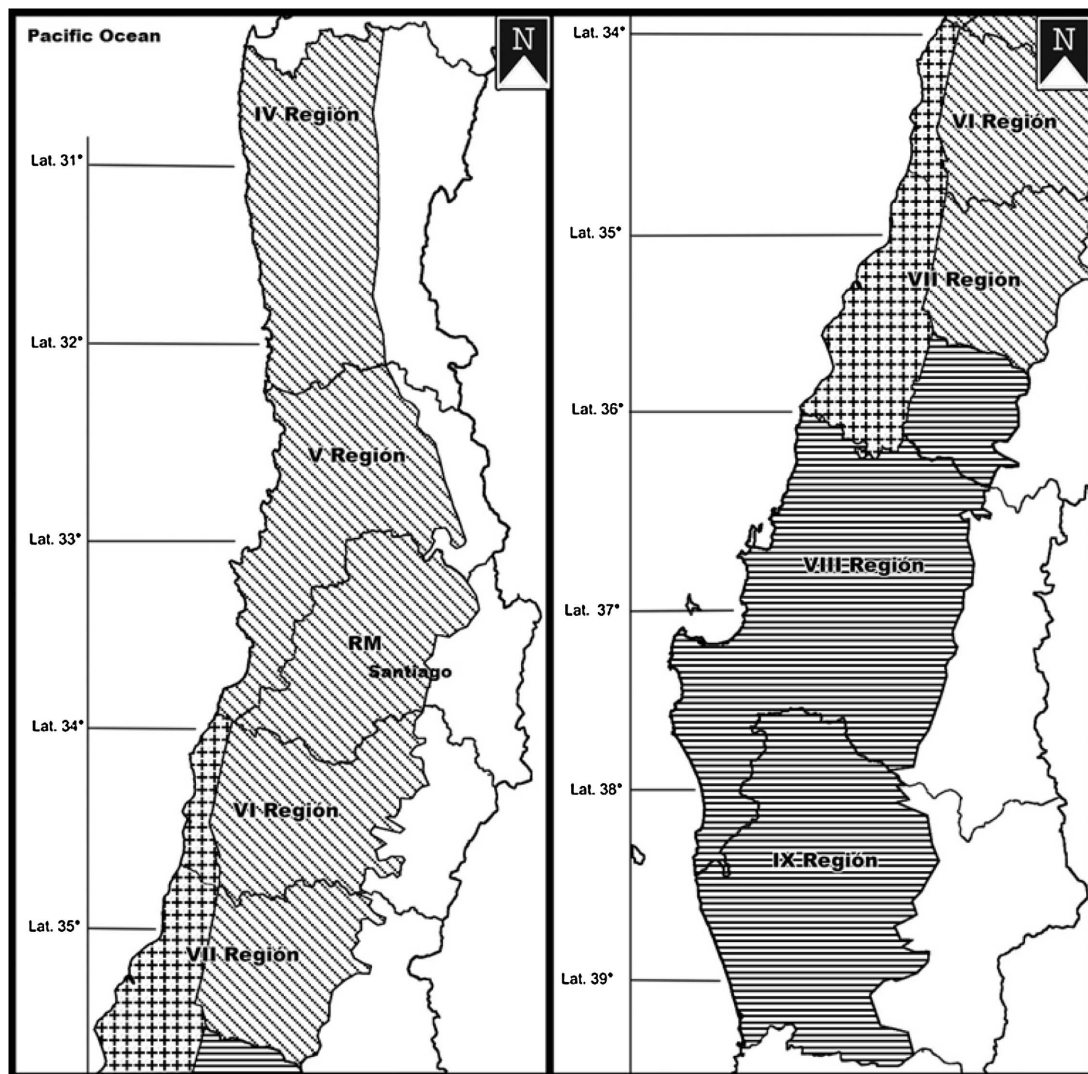 Pacific Ocean
N
IV Región
Lat. 31°
Lat. 32°
V Región
Lat. 33°
RM
Santiago
Lat. 34°
VI Región
Lat. 35°
VII Región
N
Lat. 34°
VI Región
Lat. 35°
VII Región
Lat. 36°
VIII Región
Lat. 37°
Lat. 38°
IX Región
Lat. 39°